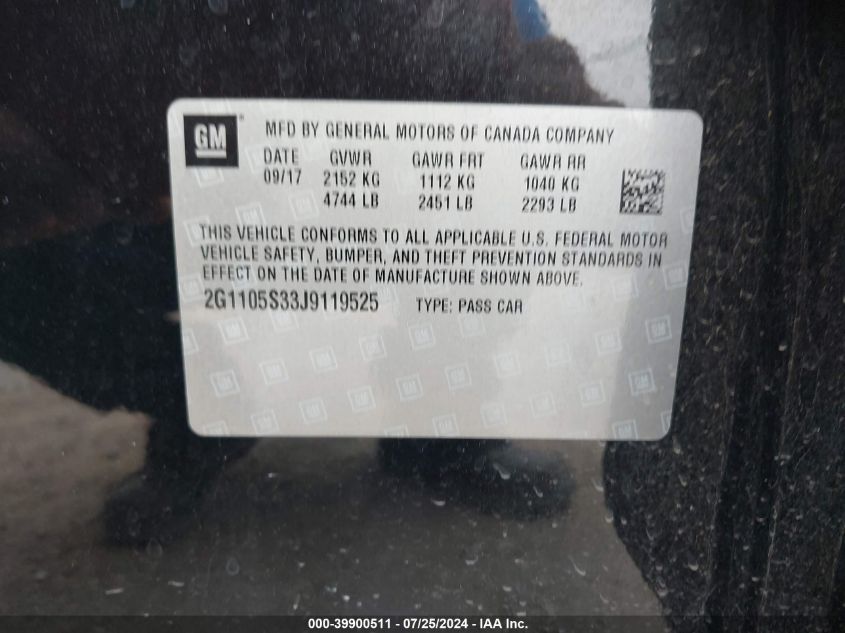 GM
MFD BY GENERAL MOTORS OF CANADA COMPANY
DATE GVWR GAWR FRT GAWR RR
09/17 2152 KG 1112 KG 1040 KG
4744 LB 2451 LB 2293 LB
THIS VEHICLE CONFORMS TO ALL APPLICABLE U.S. FEDERAL MOTOR
VEHICLE SAFETY, BUMPER, AND THEFT PREVENTION STANDARDS IN
EFFECT ON THE DATE OF MANUFACTURE SHOWN ABOVE.
2G1105S33J9119525 TYPE: PASS CAR
000-39900511 - 07/25/2024 - IAA Inc.